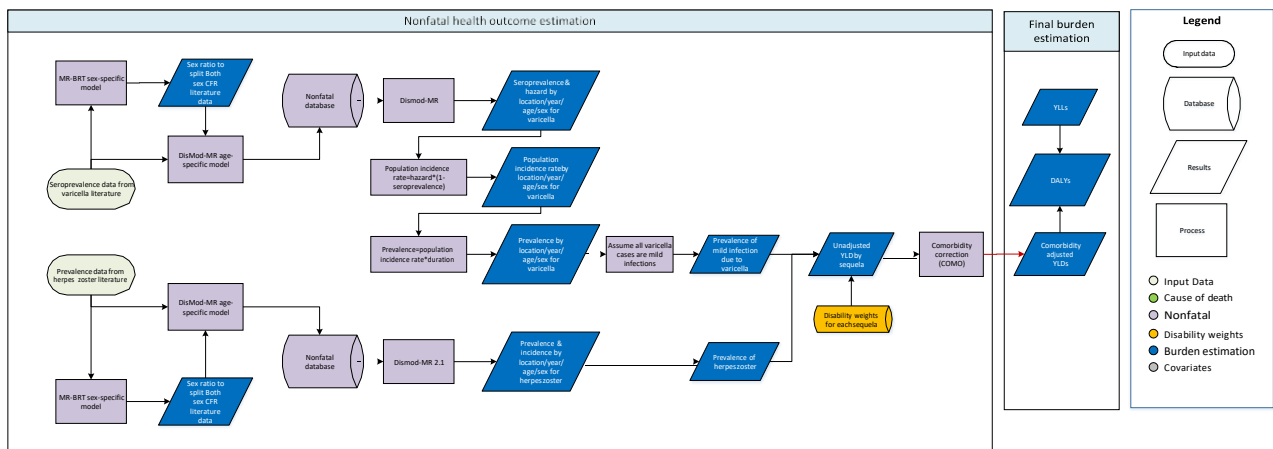 Nonfatal health outcome estimation
MR-BRT sex-specific
model
Sex ratio to
split Both
sex CFR
literature
data
Nonfatal
database
Dismod-MR
Seroprevalence &
hazard by
location/year/
age/sex for
varicella
DisMod-MR age-
specific model
Seroprevalence data from
varicella literature
Population incidence
rate=hazard*(1-
seroprevalence)
Population
incidence rateby
location/year/
age/sex for
varicella
Prevalence=population
incidence rate*duration
Prevalence by
location/year/
age/sex for
varicella
Assume all varicella
cases are mild
infections
Prevalence of
mild infection
due to
varicella
Unadjusted
YLD by
sequela
Comorbidity
correction
(COMO)
Disability weights
for each sequela
Prevalence data from
herpes zoster literature
DisMod-MR age-
specific model
Nonfatal
database
Dismod-MR 2.1
Prevalence &
incidence by
location/year/
age/sex for
herpes zoster
Prevalence of
herpes zoster
MR-BRT sex-specific
model
Sex ratio to
split Both
sex CFR
literature
data
Final burden
estimation
YLLs
DALYs
Comorbidity
adjusted YLDs
Legend
Input data
Database
Results
Process
Input Data
Cause of death
Nonfatal
Disability weights
Burden estimation
Covariates